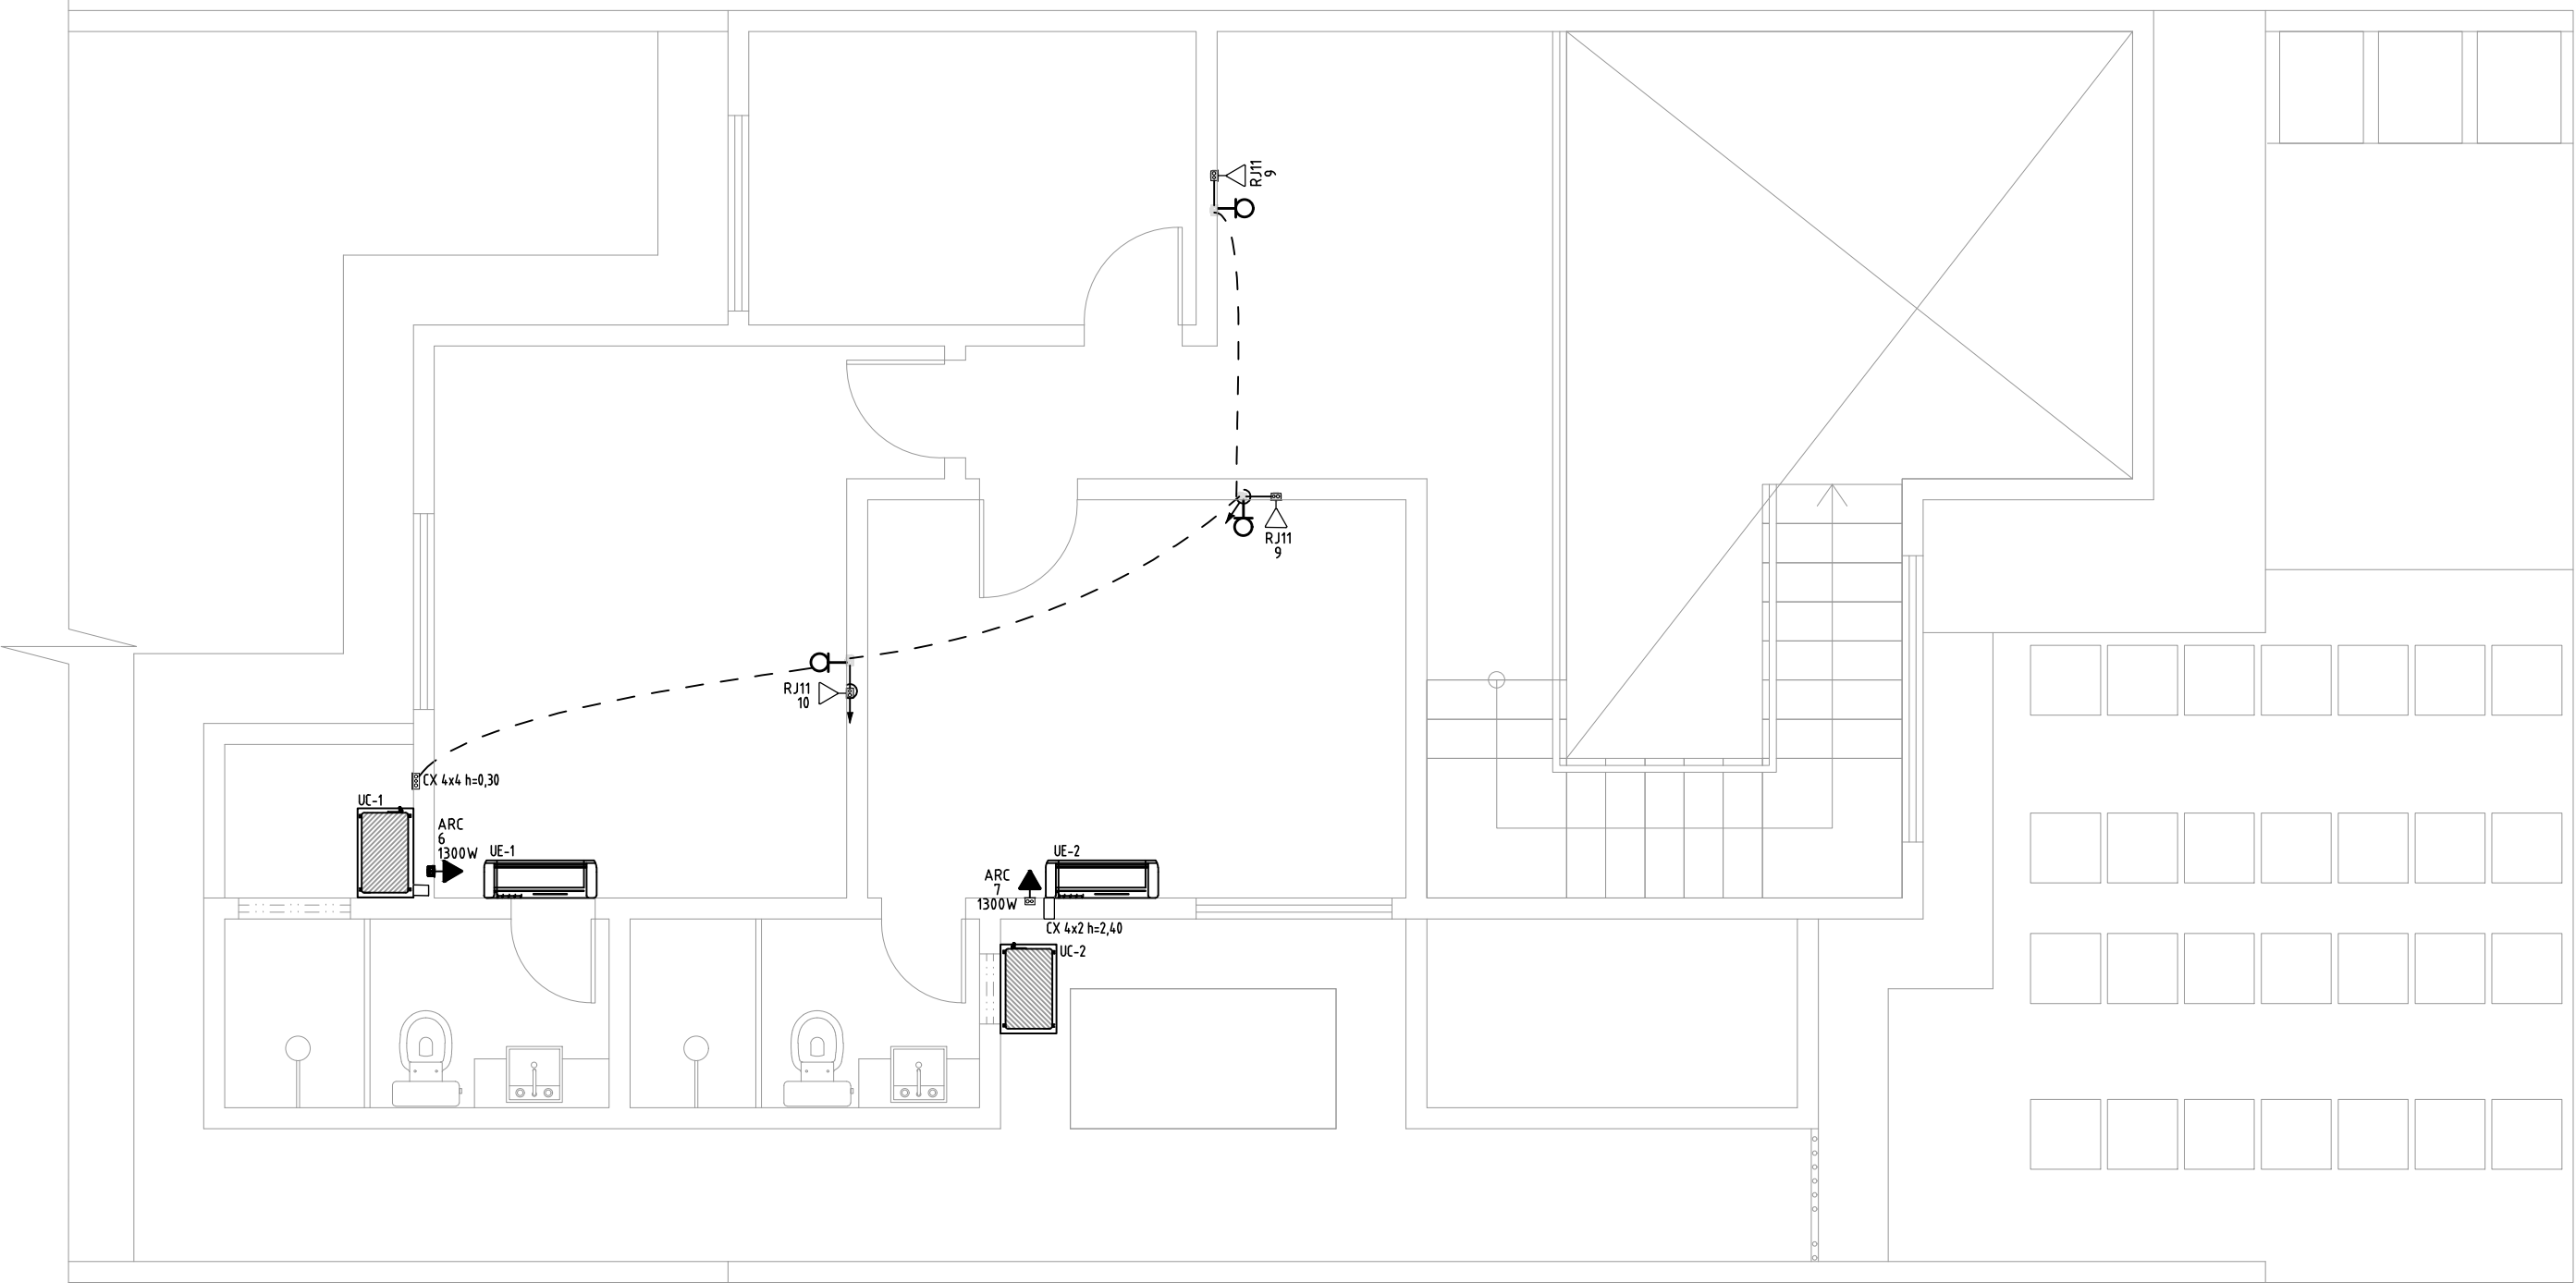 RJ11
9
RJ11
9
RJ11
10
CX 4x4 h=0,30
UC-1
ARC
6
1300W
UE-1
UE-2
ARC
7
1300W
CX 4x2 h=2,40
UC-2